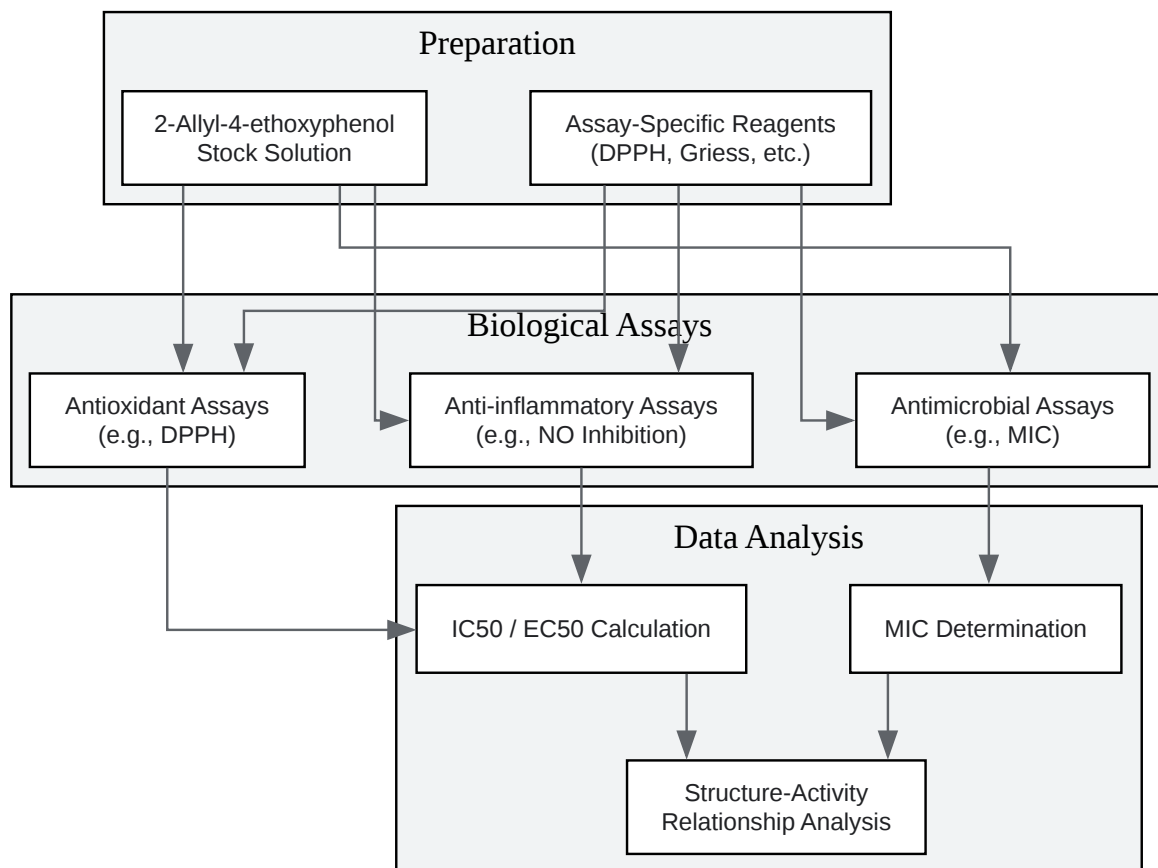 Preparation
2-Allyl-4-ethoxyphenol
Stock Solution
Assay-Specific Reagents
(DPPH, Griess, etc.)
Biological Assays
Antioxidant Assays
(e.g., DPPH)
Anti-inflammatory Assays
(e.g., NO Inhibition)
Antimicrobial Assays
(e.g., MIC)
Data Analysis
IC50 / EC50 Calculation
MIC Determination
Structure-Activity
Relationship Analysis